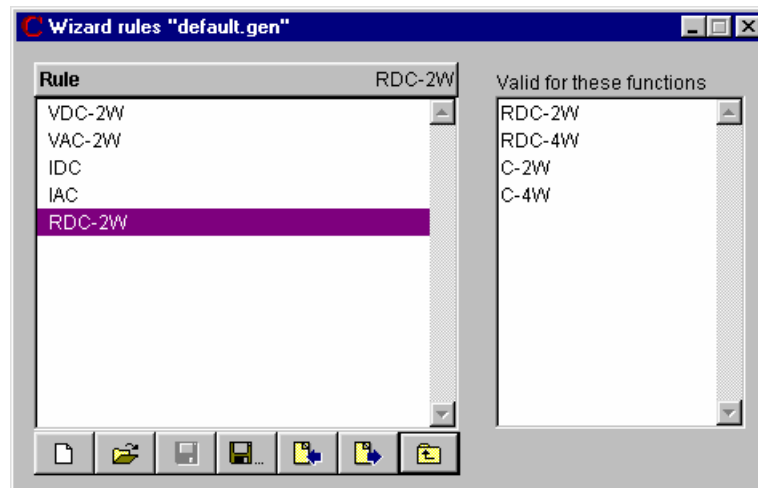 Wizard rules "default.gen"
Rule RDC-2W
VDC-2W
VAC-2W
IDC
IAC
RDC-2W
Valid for these functions
RDC-2W
RDC-4W
C-2W
C-4W
...